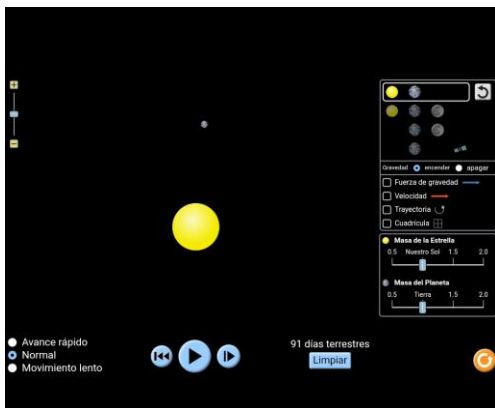 +
−
Gravedad encender apagar
Fuerza de gravedad
Velocidad
Trayectoria
Cuadrícula
Masa de la Estrella
0.5 Nuestro Sol 1.5 2.0
Masa del Planeta
0.5 Tierra 1.5 2.0
Avance rápido
Normal
Movimiento lento
91 días terrestres
Limpiar